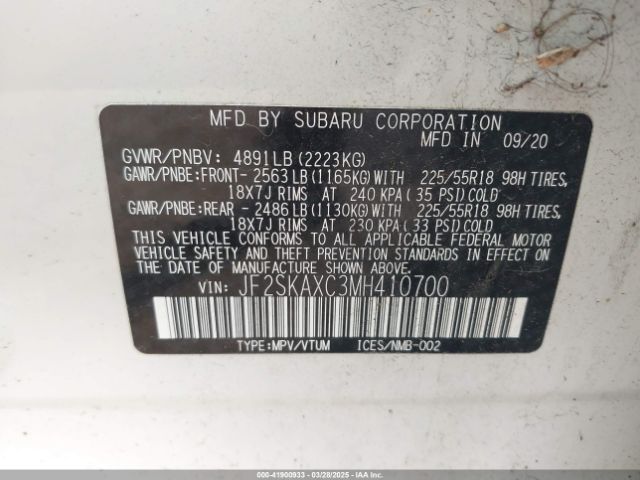 MFD BY SUBARU CORPORATION
MFD IN 09/20
GVWR/PNBV: 4891LB(2223KG)
GAWR/PNBE:FRONT- 2563LB(1165KG)WITH 225/55R18 98H TIRES,
18X7J RIMS AT 240 KPA(35 PSI)COLD
GAWR/PNBE:REAR - 2486LB(1130KG)WITH 225/55R18 98H TIRES,
18X7J RIMS AT 230 KPA(33 PSI)COLD
THIS VEHICLE CONFORMS TO ALL APPLICABLE FEDERAL MOTOR
VEHICLE SAFETY AND THEFT PREVENTION STANDARDS IN EFFECT ON
THE DATE OF MANUFACTURE SHOWN ABOVE.
VIN: JF2SKAXC3MH410700
TYPE:MPV/VTUM ICES/NMB-002
000-41900933 - 03/28/2025 - IAAI.COM